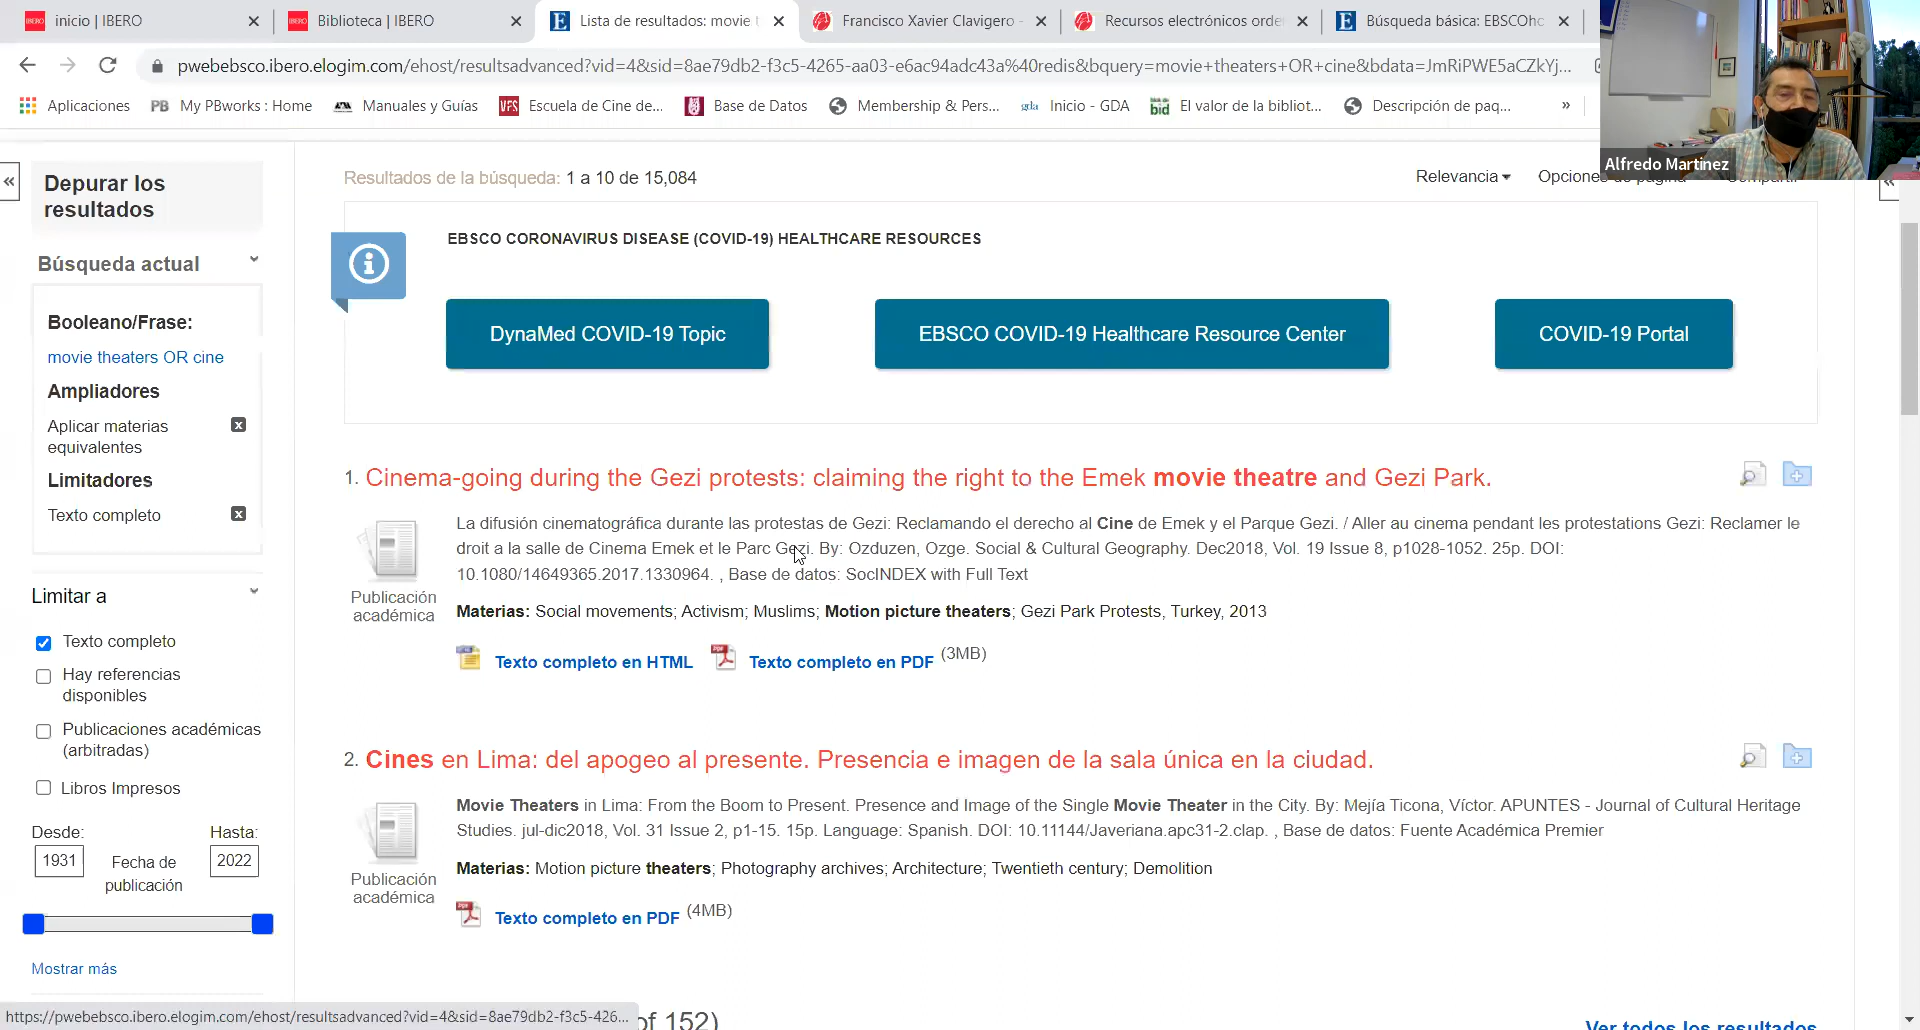 inicio | IBERO
Biblioteca | IBERO
Lista de resultados: movie t
Francisco Xavier Clavigero -
Recursos electrónicos orde
Búsqueda básica: EBSCOhc
pwebebsco.ibero.elogim.com/ehost/resultsadvanced?vid=4&sid=8ae79db2-f3c5-4265-aa03-e6ac94adc43a%40redis&bquery=movie+theaters+OR+cine&bdata=JmRiPWE5aCZkYj...
Aplicaciones
PB My PBworks : Home
Manuales y Guías
VFS Escuela de Cine de...
Base de Datos
Membership & Pers...
gda Inicio - GDA
bid El valor de la bibliot...
Descripción de paq...
»
Alfredo Martinez
Depurar los
resultados
Búsqueda actual
Booleano/Frase:
movie theaters OR cine
Ampliadores
Aplicar materias
equivalentes
Limitadores
Texto completo
Limitar a
Texto completo
Hay referencias
disponibles
Publicaciones académicas
(arbitradas)
Libros Impresos
Desde:
Hasta:
1931
Fecha de
publicación
2022
Mostrar más
Resultados de la búsqueda: 1 a 10 de 15,084
Relevancia
Opciones de página
EBSCO CORONAVIRUS DISEASE (COVID-19) HEALTHCARE RESOURCES
DynaMed COVID-19 Topic
EBSCO COVID-19 Healthcare Resource Center
COVID-19 Portal
1. Cinema-going during the Gezi protests: claiming the right to the Emek movie theatre and Gezi Park.
Publicación
académica
La difusión cinematográfica durante las protestas de Gezi: Reclamando el derecho al Cine de Emek y el Parque Gezi. / Aller au cinema pendant les protestations Gezi: Reclamer le
droit a la salle de Cinema Emek et le Parc Gezi. By: Ozduzen, Ozge. Social & Cultural Geography. Dec2018, Vol. 19 Issue 8, p1028-1052. 25p. DOI:
10.1080/14649365.2017.1330964. , Base de datos: SocINDEX with Full Text
Materias: Social movements; Activism; Muslims; Motion picture theaters; Gezi Park Protests, Turkey, 2013
Texto completo en HTML
Texto completo en PDF (3MB)
2. Cines en Lima: del apogeo al presente. Presencia e imagen de la sala única en la ciudad.
Publicación
académica
Movie Theaters in Lima: From the Boom to Present. Presence and Image of the Single Movie Theater in the City. By: Mejía Ticona, Víctor. APUNTES - Journal of Cultural Heritage
Studies. jul-dic2018, Vol. 31 Issue 2, p1-15. 15p. Language: Spanish. DOI: 10.11144/Javeriana.apc31-2.clap. , Base de datos: Fuente Académica Premier
Materias: Motion picture theaters; Photography archives; Architecture; Twentieth century; Demolition
Texto completo en PDF (4MB)
https://pwebebsco.ibero.elogim.com/ehost/resultsadvanced?vid=4&sid=8ae79db2-f3c5-426...
of 152)
Ver todos los resultados